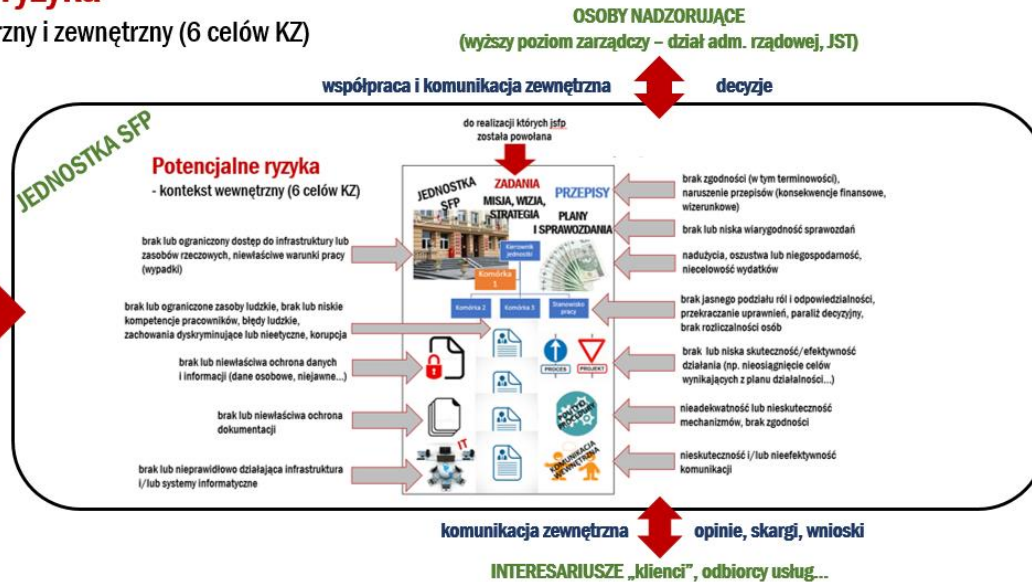 ryzyka
rzny i zewnętrzny (6 celów KZ)
OSOBY NADZORUJĄCE
(wyższy poziom zarządczy – dział adm. rządowej, JST)
współpraca i komunikacja zewnętrzna
decyzje
JEDNOSTKA SFP
Potencjalne ryzyka
- kontekst wewnętrzny (6 celów KZ)
do realizacji których jsfp
została powołana
JEDNOSTKA
SFP
ZADANIA
MISJA, WIZJA,
STRATEGIA
PRZEPISY
PLANY
I SPRAWOZDANIA
Kierownik
jednostki
Komórka
1
Komórka 2
Komórka 3
Stanowisko
pracy
PROCES
PROJEKT
POLITYKI
PROCEDURY
IT
KOMUNIKACJA
WEWNĘTRZNA
brak lub ograniczony dostęp do infrastruktury lub
zasobów rzeczowych, niewłaściwe warunki pracy
(wypadki)
brak lub ograniczone zasoby ludzkie, brak lub niskie
kompetencje pracowników, błędy ludzkie,
zachowania dyskryminujące lub nieetyczne, korupcja
brak lub niewłaściwa ochrona danych
i informacji (dane osobowe, niejawne...)
brak lub niewłaściwa ochrona
dokumentacji
brak lub nieprawidłowo działająca infrastruktura
i/lub systemy informatyczne
brak zgodności (w tym terminowości),
naruszenie przepisów (konsekwencje finansowe,
wizerunkowe)
brak lub niska wiarygodność sprawozdań
nadużycia, oszustwa lub niegospodarność,
niecelowość wydatków
brak jasnego podziału ról i odpowiedzialności,
przekraczanie uprawnień, paraliż decyzyjny,
brak rozliczalności osób
brak lub niska skuteczność/efektywność
działania (np. nieosiągnięcie celów
wynikających z planu działalności...)
nieadekwatność lub nieskuteczność
mechanizmów, brak zgodności
nieskuteczność i/lub nieefektywność
komunikacji
komunikacja zewnętrzna
opinie, skargi, wnioski
INTERESARIUSZE „klienci”, odbiorcy usług...